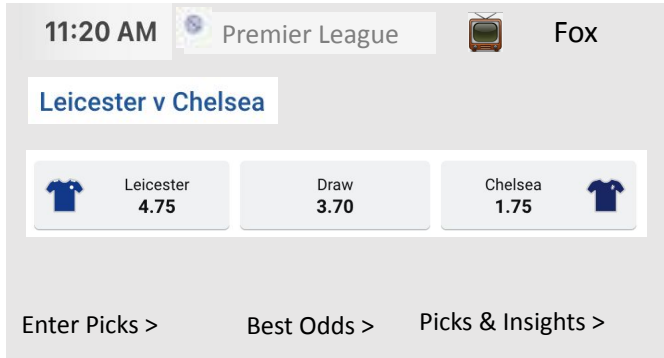 11:20 AM Premier League Fox
Leicester v Chelsea
Leicester Draw Chelsea
4.75 3.70 1.75
Enter Picks > Best Odds > Picks & Insights >